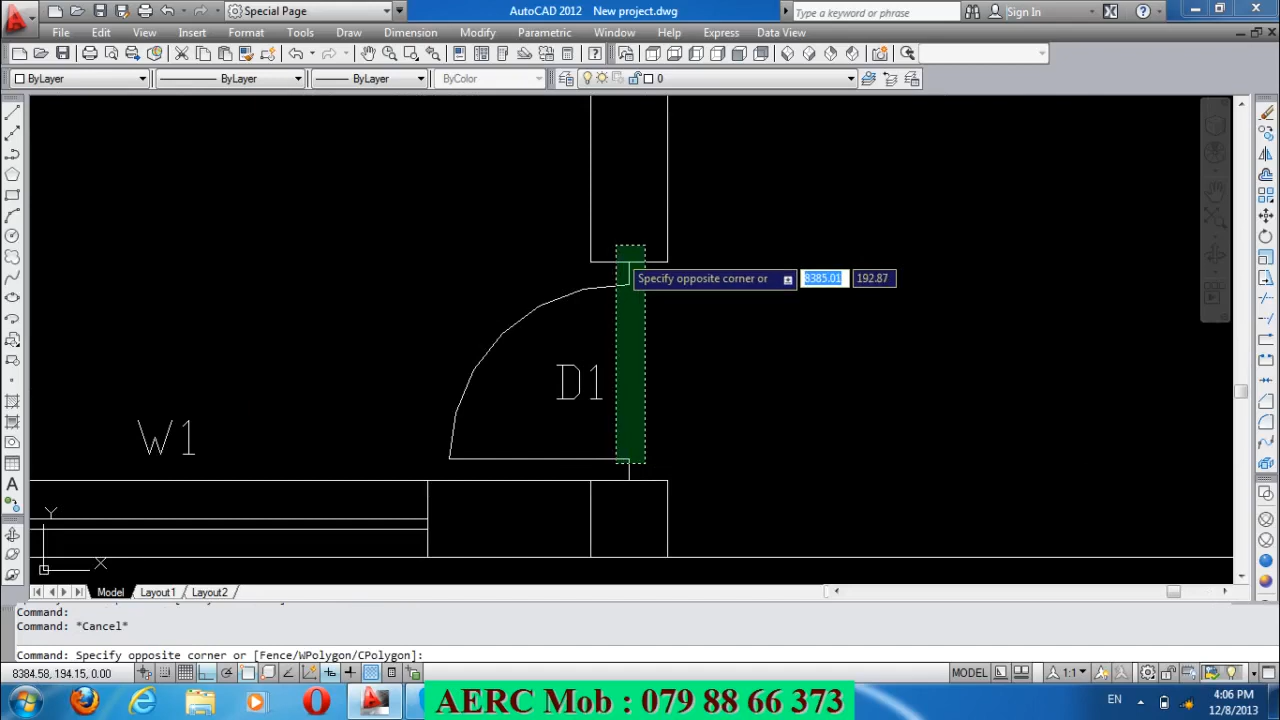 Special Page
AutoCAD 2012 New project.dwg
Type a keyword or phrase
Sign In
File Edit View Insert Format Tools Draw Dimension Modify Parametric Window Help Express Data View
ByLayer ByLayer ByLayer ByColor 0
Specify opposite corner or 8385.01 192.87
D1
W1
Y
X
Model Layout1 Layout2
Command:
Command: *Cancel*
Command: Specify opposite corner or [Fence/WPolygon/CPolygon]:
8384.58, 194.15, 0.00 MODEL 1:1
AERC Mob : 079 88 66 373
EN
4:06 PM
12/8/2013